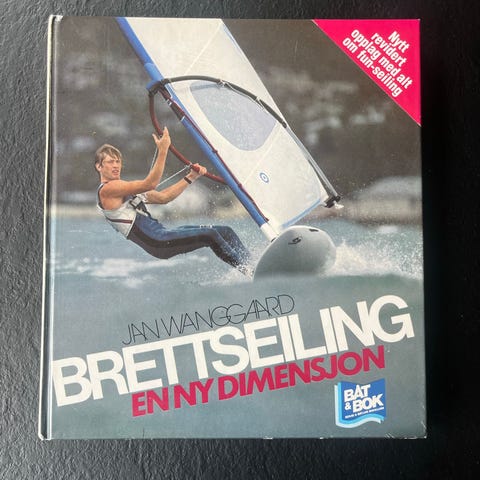 Nytt
revidert
opplag med alt
om fun-seiling
JAN WANGGAARD
BRETTSEILING
EN NY DIMENSJON
BÅT
& BOK